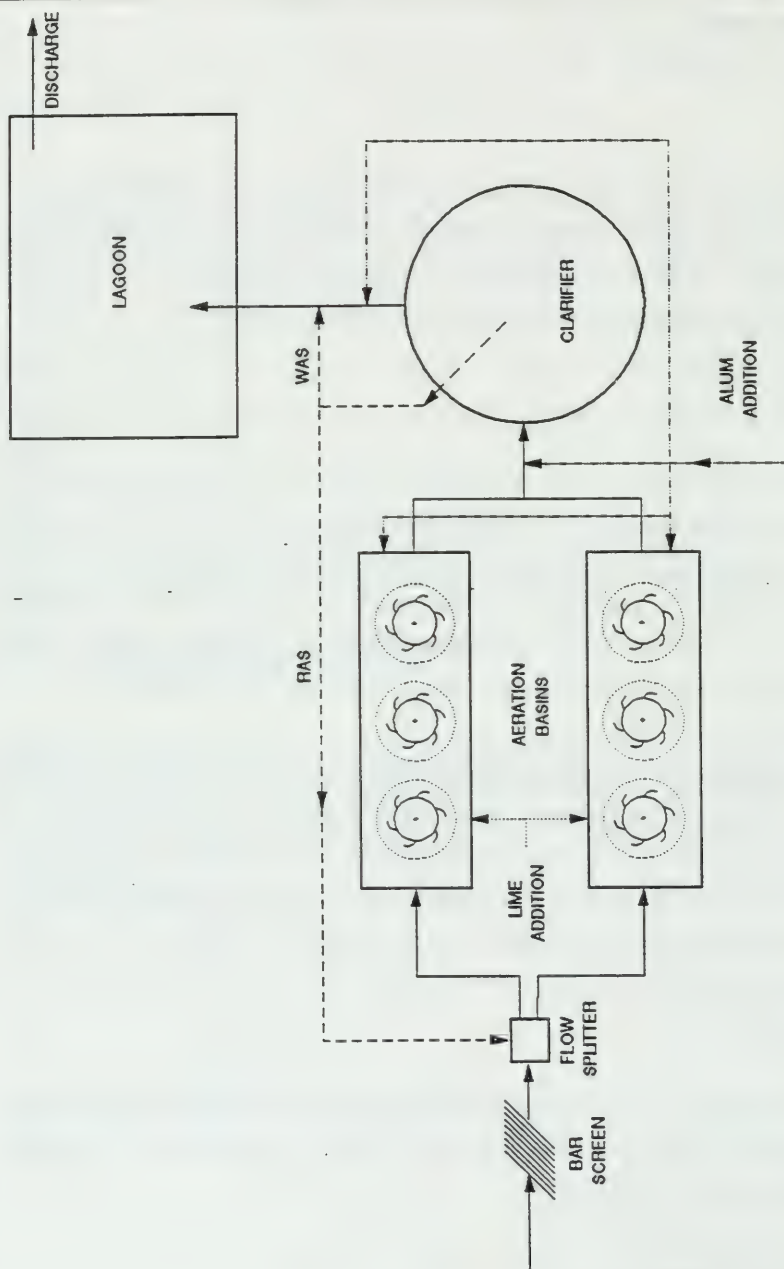 DISCHARGE
LAGOON
WAS
CLARIFIER
ALUM
ADDITION
RAS
AERATION
BASINS
LIME
ADDITION
FLOW
SPLITTER
BAR
SCREEN